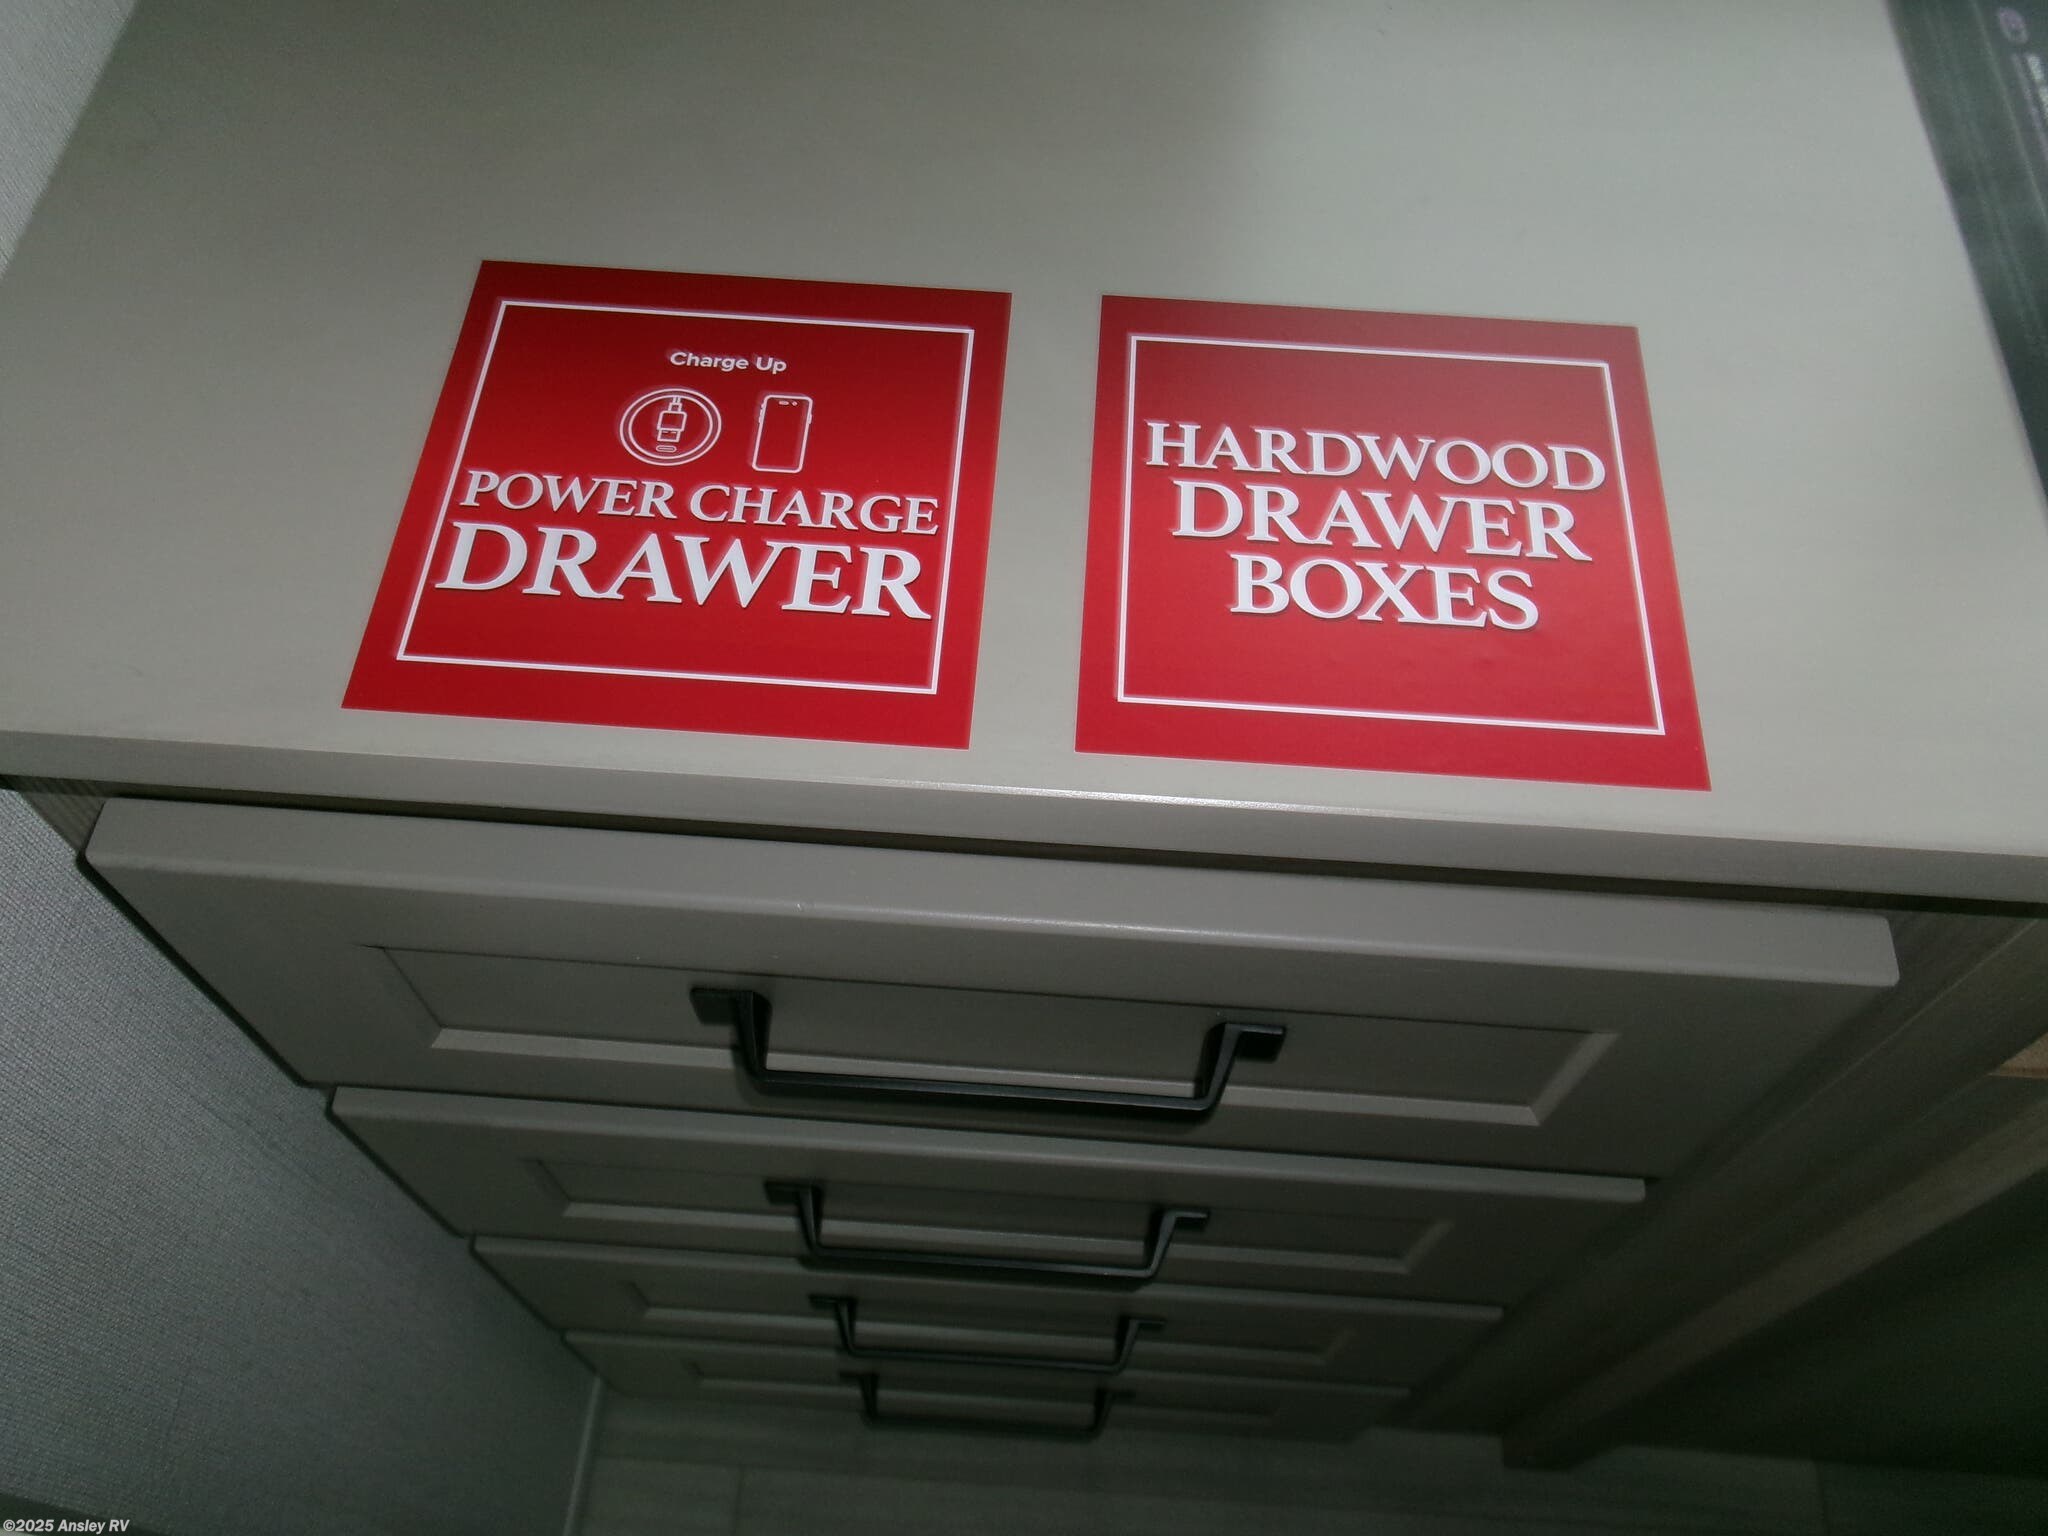 Charge Up
POWER CHARGE
DRAWER
HARDWOOD
DRAWER
BOXES
©2025 Ansley RV